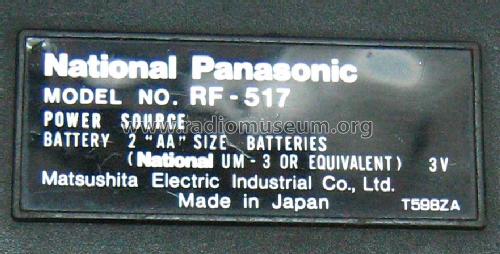 National Panasonic
MODEL NO. RF-517
POWER SOURCE
BATTERY 2 "AA" SIZE BATTERIES
(National UM-3 OR EQUIVALENT) 3V
Matsushita Electric Industrial Co., Ltd.
Made in Japan T598ZA
© www.radiomuseum.org